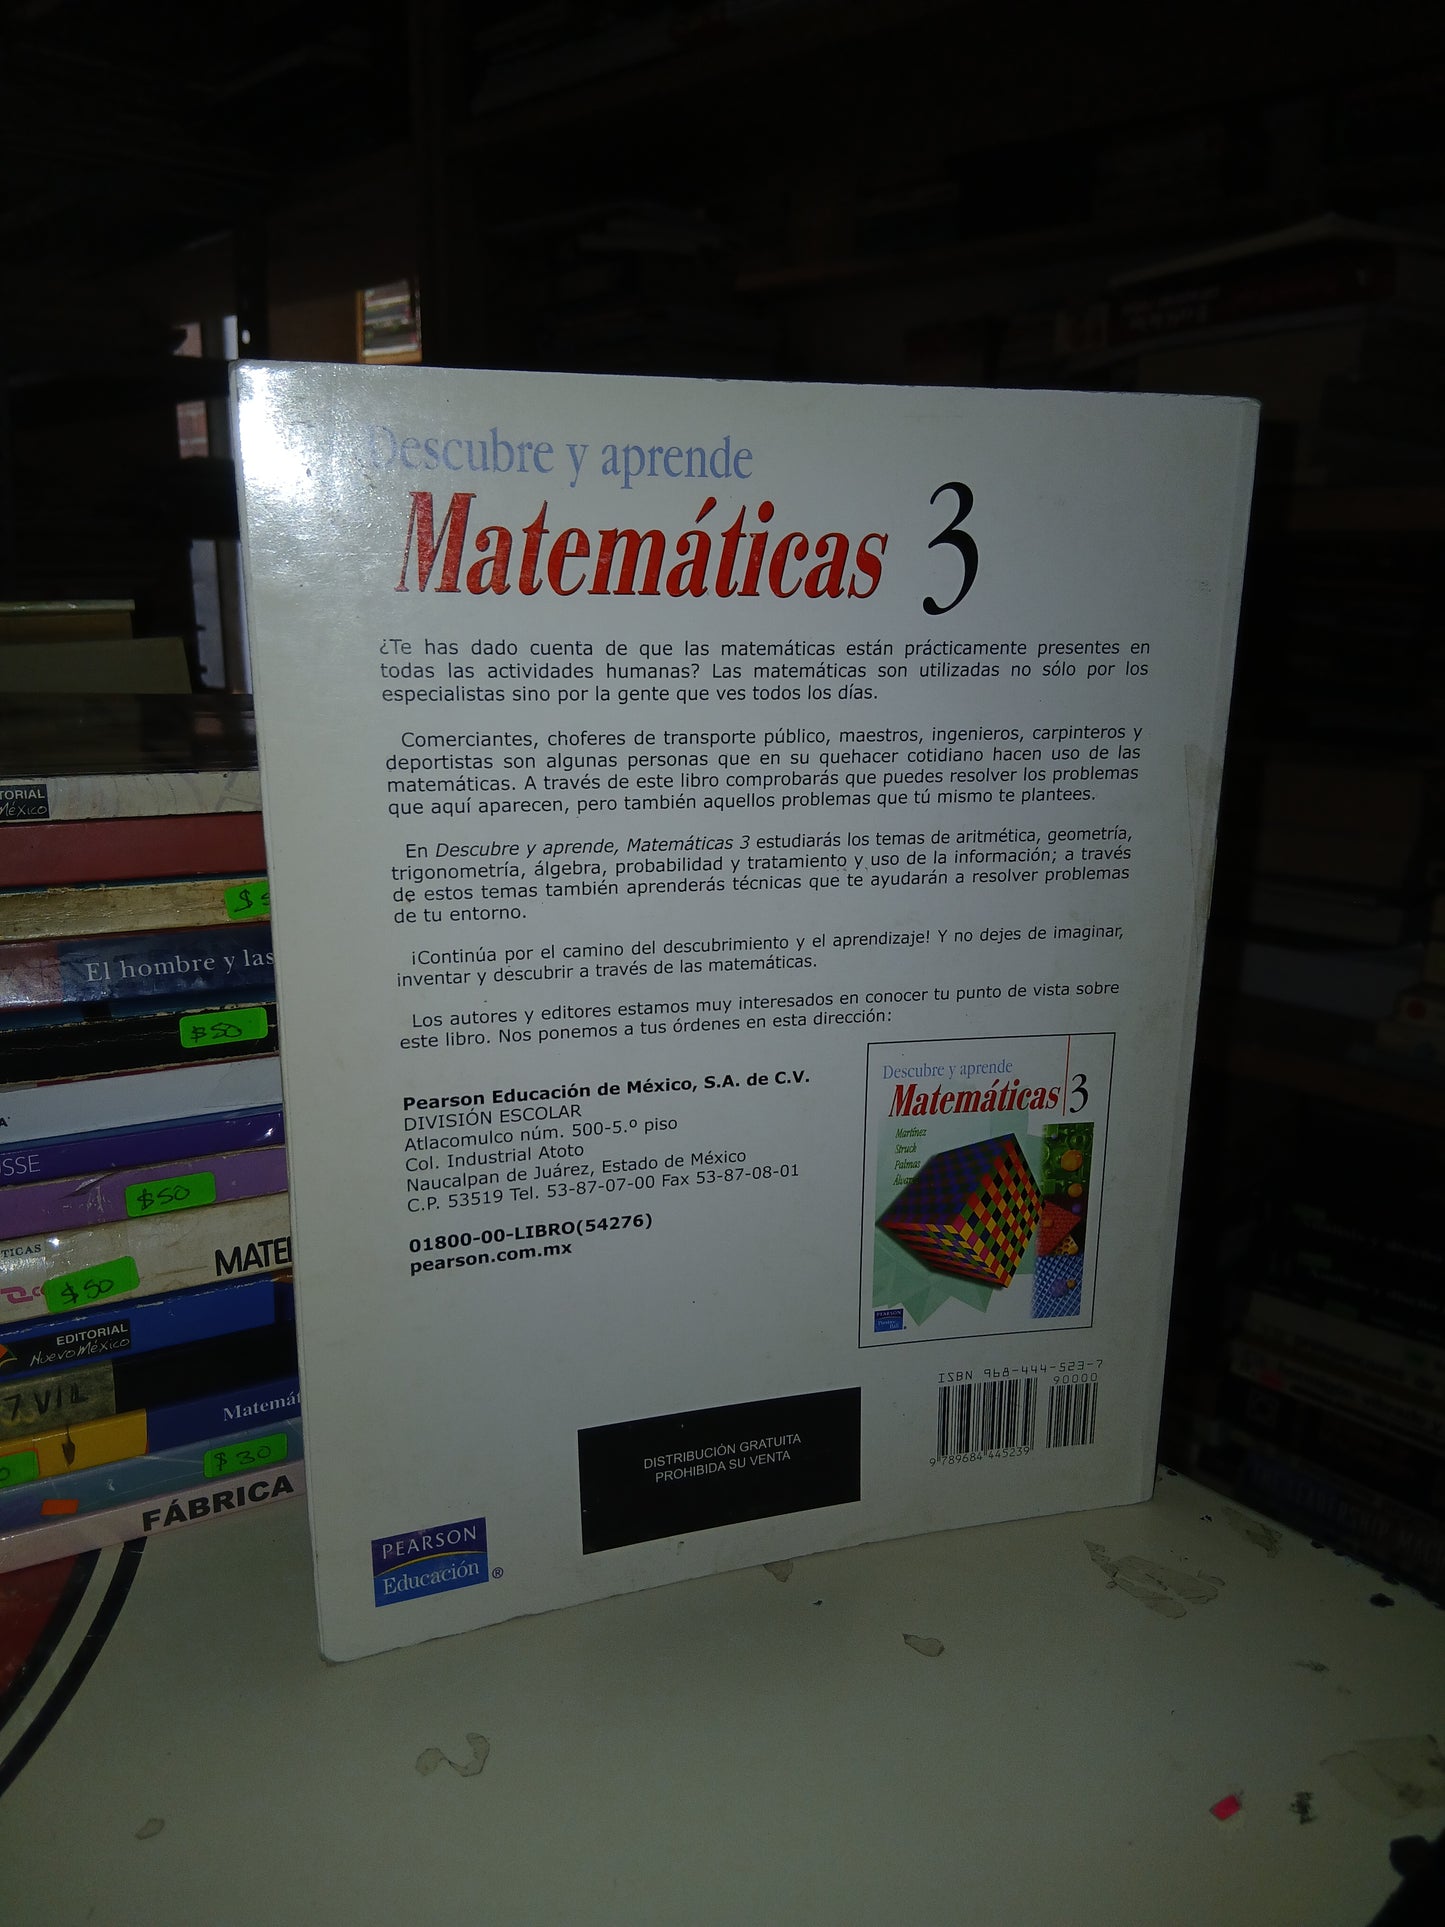 Descubre y aprende
Matemáticas 3
¿Te has dado cuenta de que las matemáticas están prácticamente presentes en
todas las actividades humanas? Las matemáticas son utilizadas no sólo por los
especialistas sino por la gente que ves todos los días.
Comerciantes, choferes de transporte público, maestros, ingenieros, carpinteros y
deportistas son algunas personas que en su quehacer cotidiano hacen uso de las
matemáticas. A través de este libro comprobarás que puedes resolver los problemas
que aquí aparecen, pero también aquellos problemas que tú mismo te plantees.
En Descubre y aprende, Matemáticas 3 estudiarás los temas de aritmética, geometría,
trigonometría, álgebra, probabilidad y tratamiento y uso de la información; a través
de estos temas también aprenderás técnicas que te ayudarán a resolver problemas
de tu entorno.
¡Continúa por el camino del descubrimiento y el aprendizaje! Y no dejes de imaginar,
inventar y descubrir a través de las matemáticas.
Los autores y editores estamos muy interesados en conocer tu punto de vista sobre
este libro. Nos ponemos a tus órdenes en esta dirección:
Pearson Educación de México, S.A. de C.V.
DIVISIÓN ESCOLAR
Atlacomulco núm. 500-5.º piso
Col. Industrial Atoto
Naucalpan de Juárez, Estado de México
C.P. 53519 Tel. 53-87-07-00 Fax 53-87-08-01
01800-00-LIBRO(54276)
pearson.com.mx
Descubre y aprende
Matemáticas 3
Martínez
Struck
Palmas
PEARSON
ISBN 968-444-523-7
90000
9 789684 445239
DISTRIBUCIÓN GRATUITA
PROHIBIDA SU VENTA
PEARSON
Educación ®
TORIAL
México
El hombre y las
$50
USSE
$50
TICAS
MATE
$50
EDITORIAL
Nuevo México
7 VIL
Matemát
$30
FÁBRICA